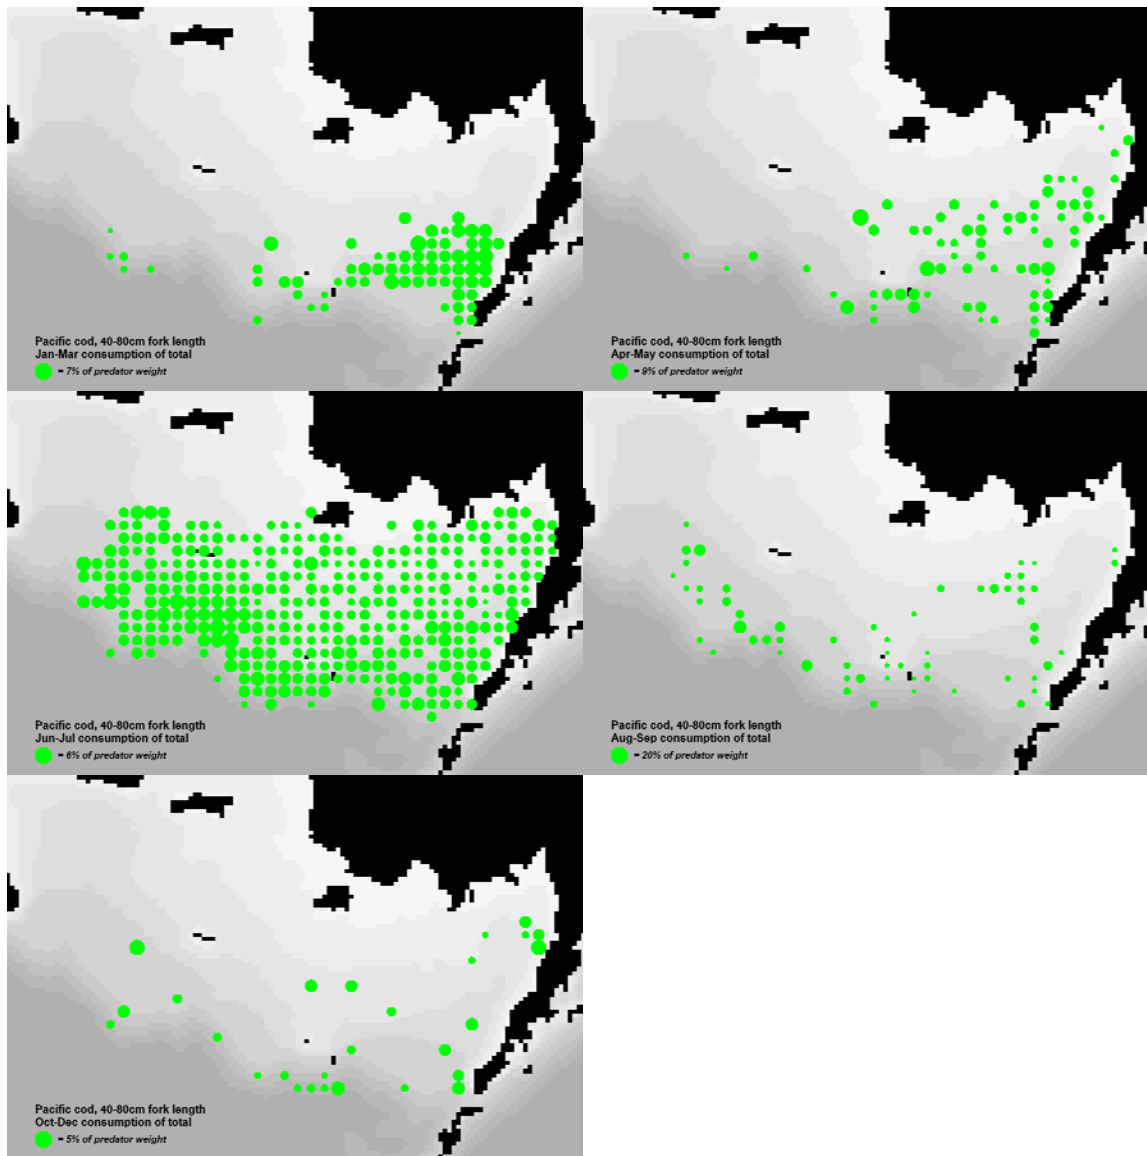 Pacific cod, 40-80cm fork length
Jan-Mar consumption of total
= 7% of predator weight
Pacific cod, 40-80cm fork length
Apr-May consumption of total
= 9% of predator weight
Pacific cod, 40-80cm fork length
Jun-Jul consumption of total
= 6% of predator weight
Pacific cod, 40-80cm fork length
Aug-Sep consumption of total
= 20% of predator weight
Pacific cod, 40-80cm fork length
Oct-Dec consumption of total
= 5% of predator weight